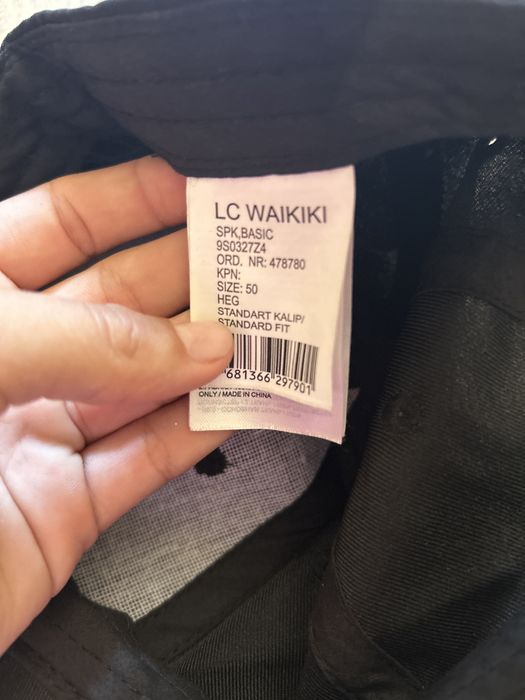 LC WAIKIKI
SPK,BASIC
9S0327Z4
ORD. NR: 478780
KPN:
SIZE: 50
HEG
STANDART KALIP/
STANDARD FIT
681366 297901
ONLY / MADE IN CHINA